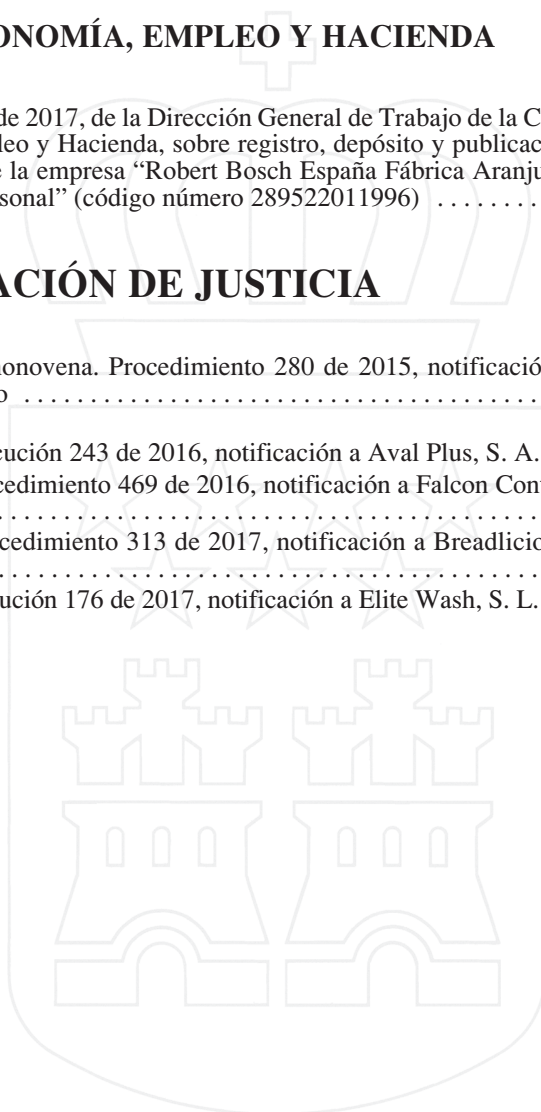 ONOMÍA, EMPLEO Y HACIENDA
de 2017, de la Dirección General de Trabajo de la C
leo y Hacienda, sobre registro, depósito y publicac
e la empresa “Robert Bosch España Fábrica Aranju
sonal” (código número 289522011996) . . . . . . . .
ACIÓN DE JUSTICIA
monovena. Procedimiento 280 de 2015, notificació
o . . . . . . . . . . . . . . . . . . . . . . . . . . . . . . . . . . . . . . .
cución 243 de 2016, notificación a Aval Plus, S. A.
cedimiento 469 de 2016, notificación a Falcon Cont
. . . . . . . . . . . . . . . . . . . . . . . . . . . . . . . . . . . . . . . .
cedimiento 313 de 2017, notificación a Breadlicio
. . . . . . . . . . . . . . . . . . . . . . . . . . . . . . . . . . . . . . . .
ución 176 de 2017, notificación a Elite Wash, S. L.